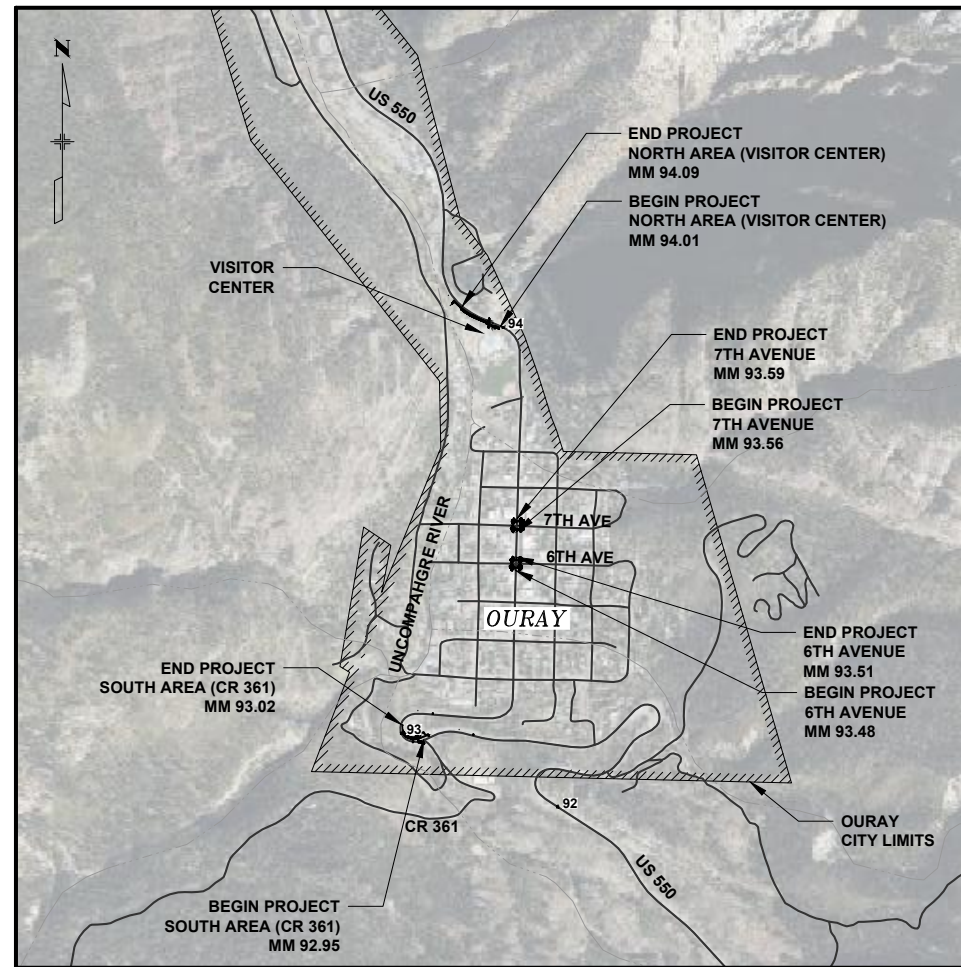 N
US 550
END PROJECT
NORTH AREA (VISITOR CENTER)
MM 94.09
BEGIN PROJECT
NORTH AREA (VISITOR CENTER)
MM 94.01
VISITOR
CENTER
94
END PROJECT
7TH AVENUE
MM 93.59
BEGIN PROJECT
7TH AVENUE
MM 93.56
7TH AVE
6TH AVE
UNCOMPAHGRE RIVER
OURAY
END PROJECT
6TH AVENUE
MM 93.51
BEGIN PROJECT
6TH AVENUE
MM 93.48
END PROJECT
SOUTH AREA (CR 361)
MM 93.02
93
92
CR 361
OURAY
CITY LIMITS
US 550
BEGIN PROJECT
SOUTH AREA (CR 361)
MM 92.95